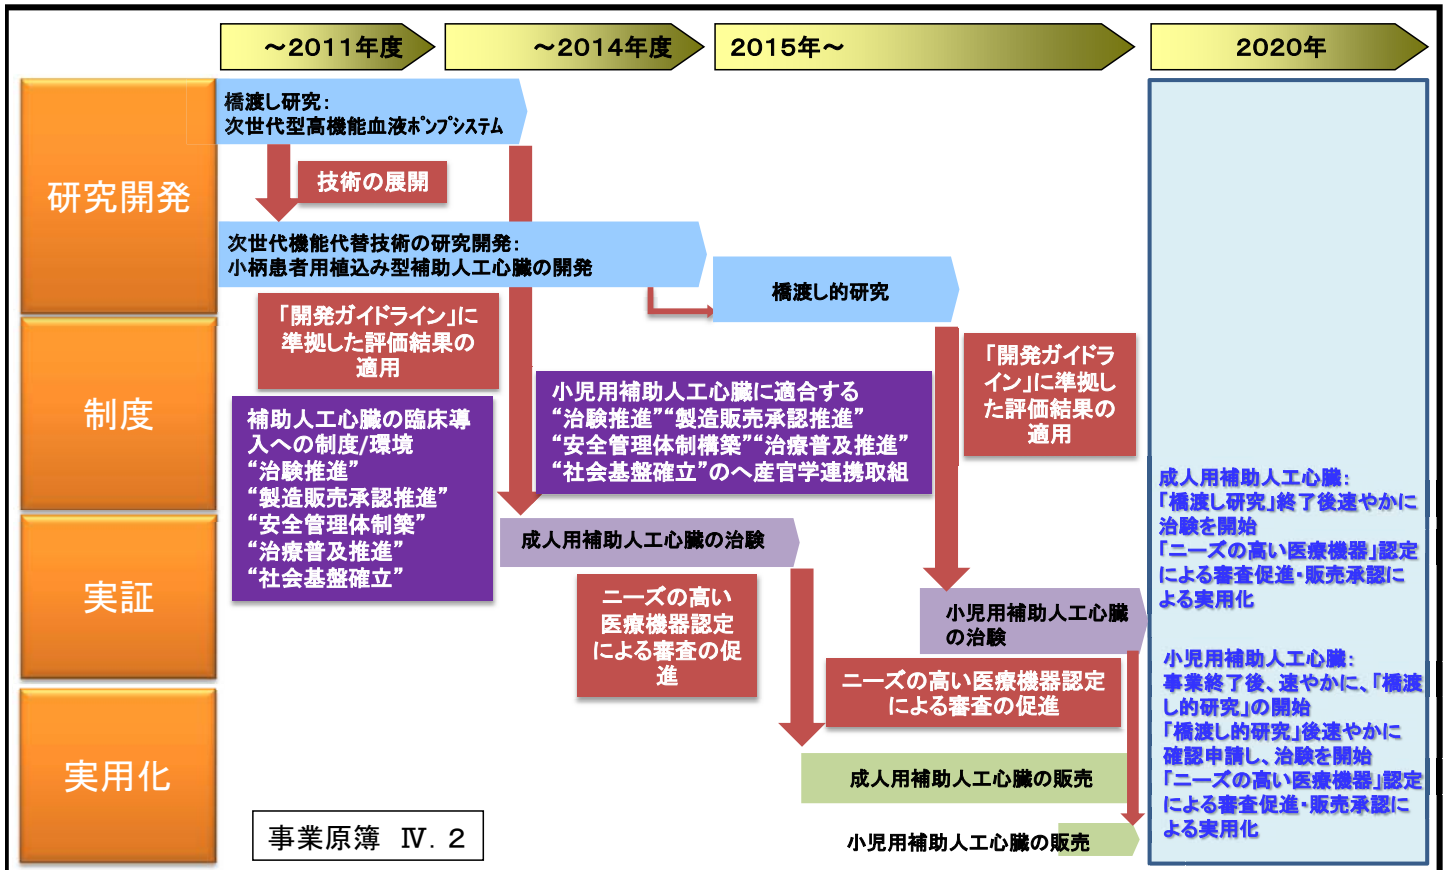 ～2011年度
～2014年度
2015年～
2020年
研究開発
制度
実証
実用化
橋渡し研究：
次世代型高機能血液ﾎﾟﾝﾌﾟｼｽﾃﾑ
技術の展開
次世代機能代替技術の研究開発：
小柄患者用植込み型補助人工心臓の開発
橋渡し的研究
「開発ガイドライン」に
準拠した評価結果の
適用
「開発ガイドラ
イン」に準拠し
た評価結果の
適用
補助人工心臓の臨床導
入への制度/環境
“治験推進”
“製造販売承認推進”
“安全管理体制築”
“治療普及推進”
“社会基盤確立”
小児用補助人工心臓に適合する
“治験推進”“製造販売承認推進”
“安全管理体制構築”“治療普及推進”
“社会基盤確立”のへ産官学連携取組
成人用補助人工心臓の治験
ニーズの高い
医療機器認定
による審査の促
進
小児用補助人工心臓
の治験
ニーズの高い医療機器認定
による審査の促進
成人用補助人工心臓の販売
小児用補助人工心臓の販売
事業原簿 Ⅳ．２
成人用補助人工心臓：
「橋渡し研究」終了後速やかに
治験を開始
「ニーズの高い医療機器」認定
による審査促進・販売承認に
よる実用化
小児用補助人工心臓：
事業終了後、速やかに、「橋渡
し的研究」の開始
「橋渡し的研究」後速やかに
確認申請し、治験を開始
「ニーズの高い医療機器」認定
による審査促進・販売承認に
よる実用化